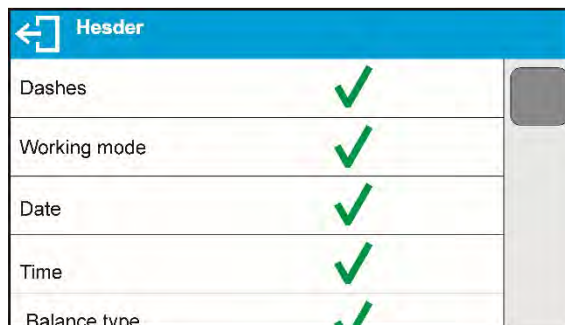 Hesder
Dashes
Working mode
Date
Time
Balance type